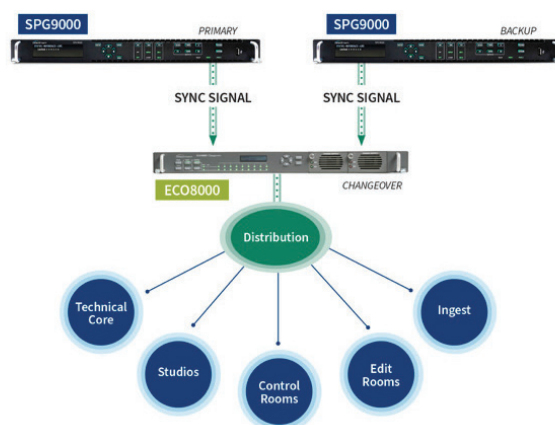 SPG9000
PRIMARY
SPG9000
BACKUP
SYNC SIGNAL
SYNC SIGNAL
ECO8000
CHANGEOVER
Distribution
Technical
Core
Studios
Control
Rooms
Edit
Rooms
Ingest